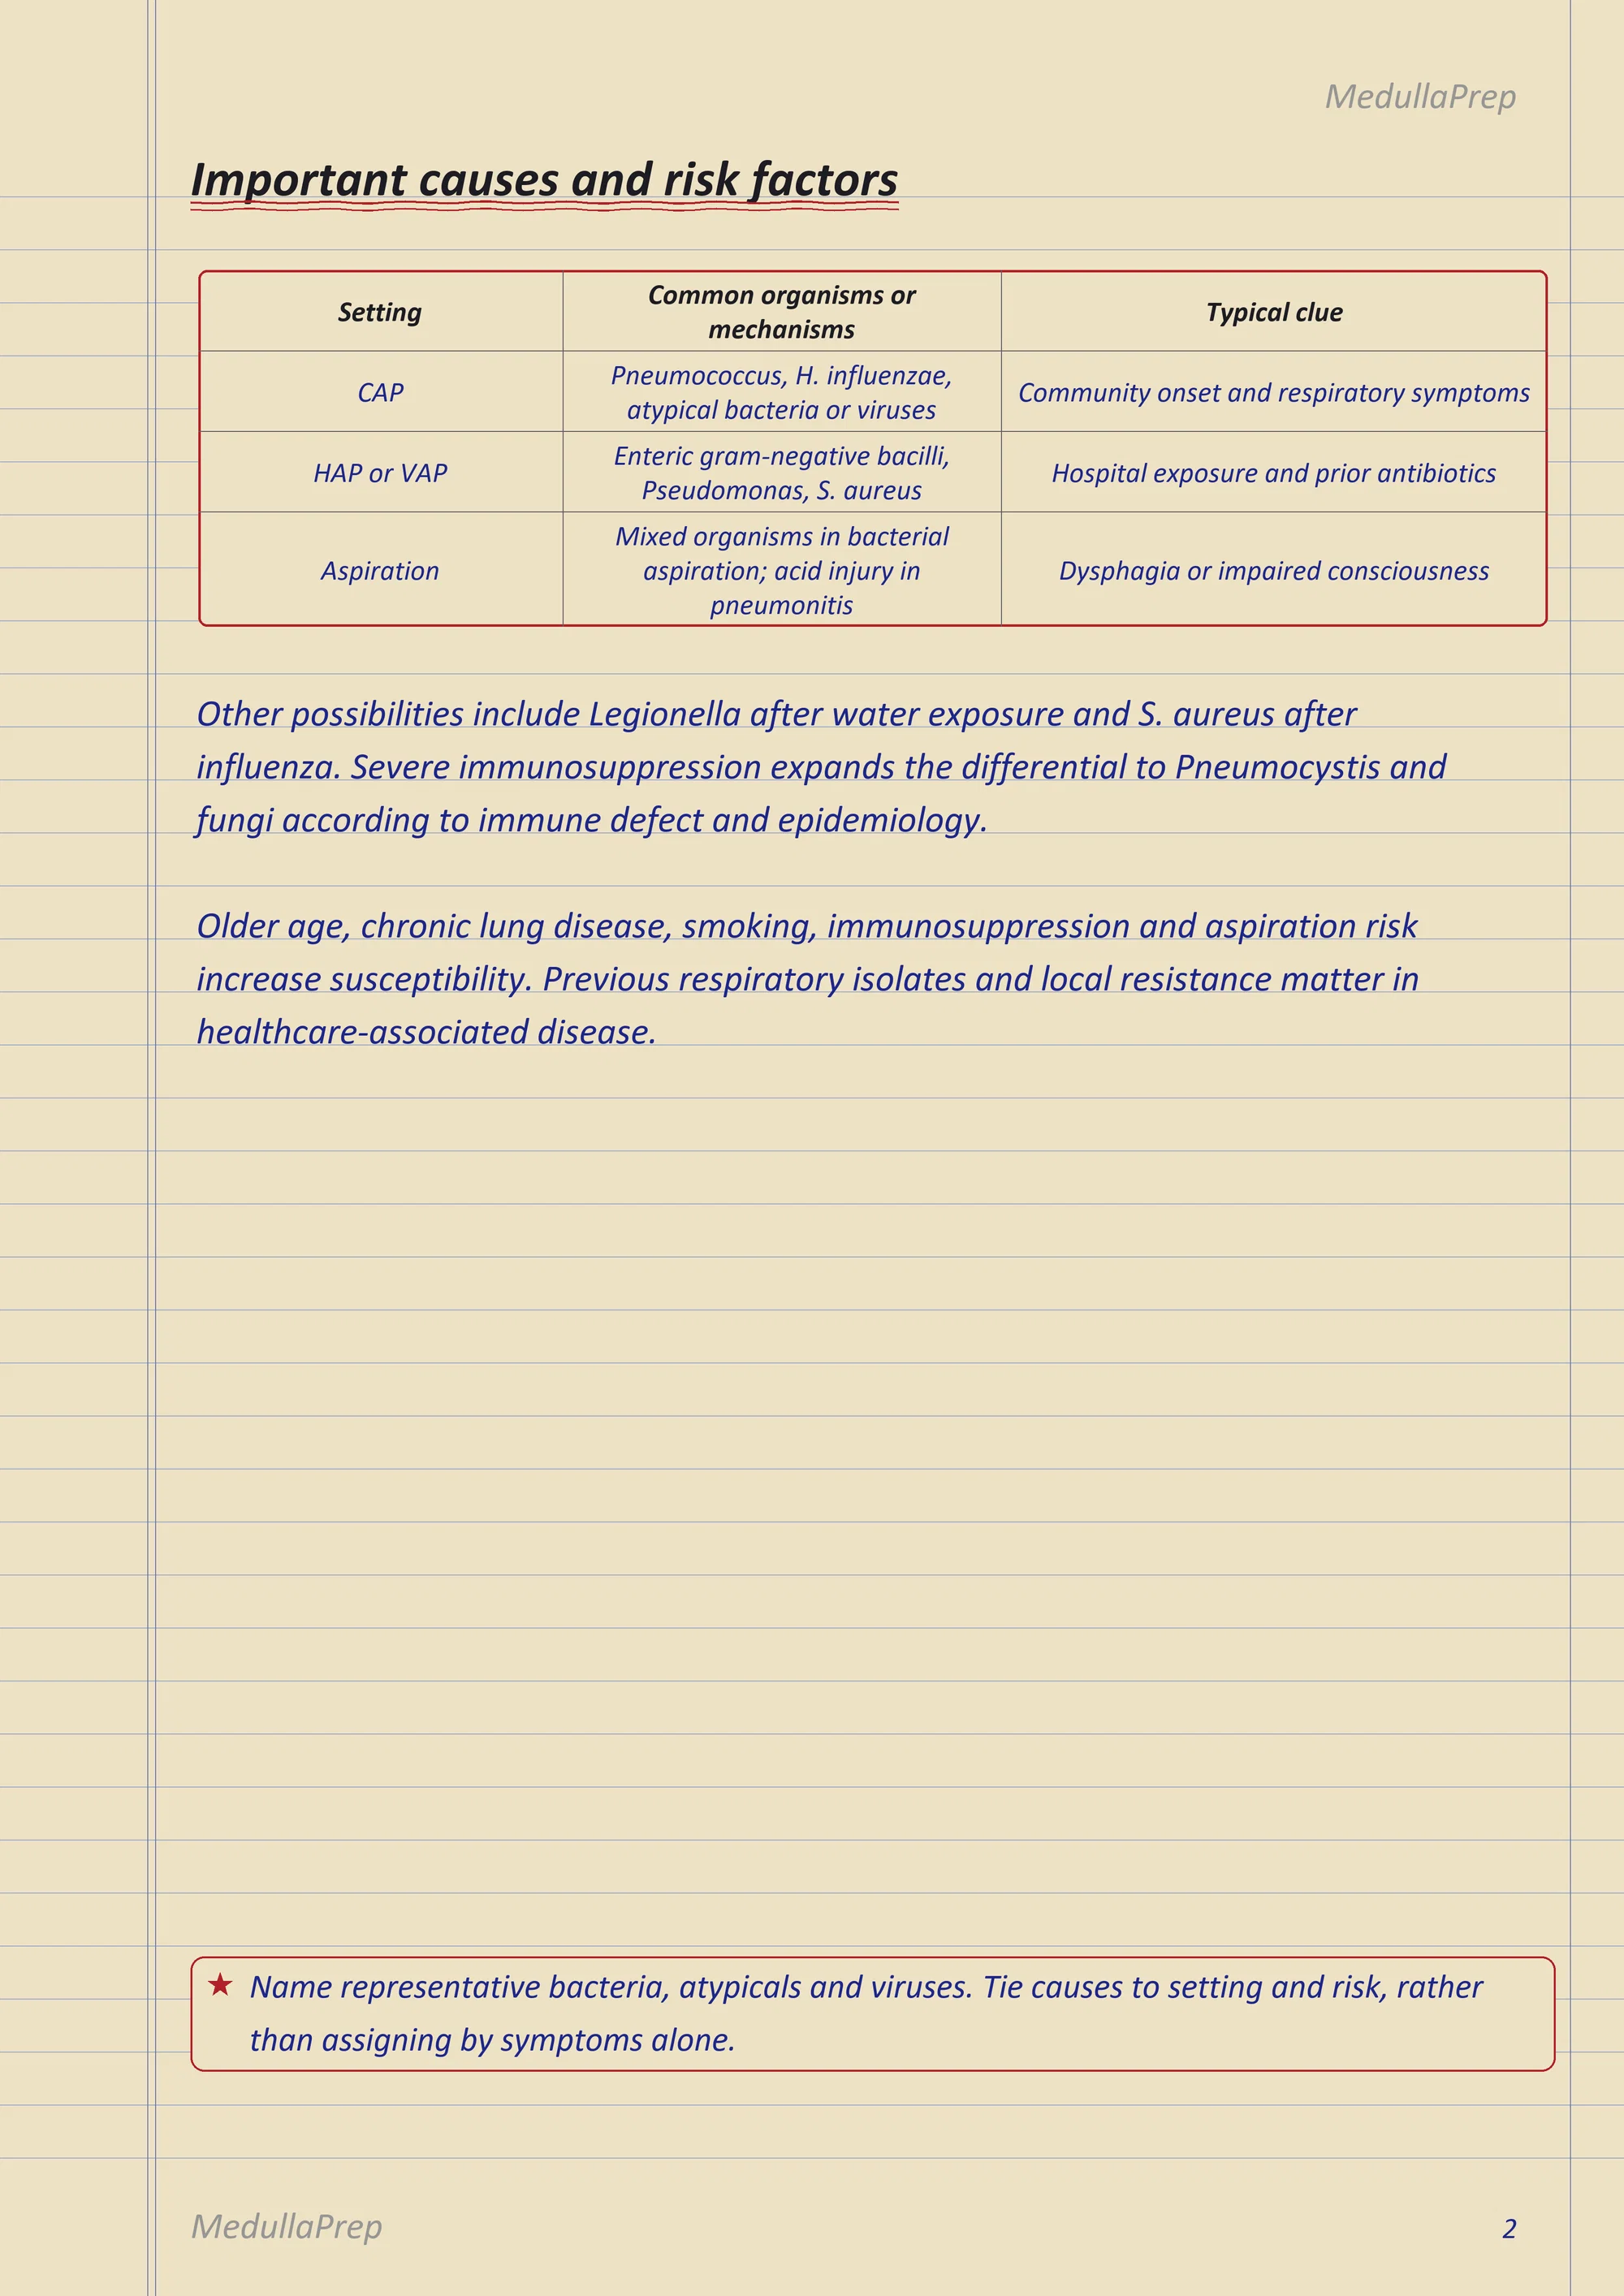 MedullaPrep
Important causes and risk factors
Setting
Common organisms or
mechanisms
Typical clue
CAP
Pneumococcus, H. influenzae,
atypical bacteria or viruses
Community onset and respiratory symptoms
HAP or VAP
Enteric gram-negative bacilli,
Pseudomonas, S. aureus
Hospital exposure and prior antibiotics
Aspiration
Mixed organisms in bacterial
aspiration; acid injury in
pneumonitis
Dysphagia or impaired consciousness
Other possibilities include Legionella after water exposure and S. aureus after
influenza. Severe immunosuppression expands the differential to Pneumocystis and
fungi according to immune defect and epidemiology.
Older age, chronic lung disease, smoking, immunosuppression and aspiration risk
increase susceptibility. Previous respiratory isolates and local resistance matter in
healthcare-associated disease.
★ Name representative bacteria, atypicals and viruses. Tie causes to setting and risk, rather
than assigning by symptoms alone.
MedullaPrep
2